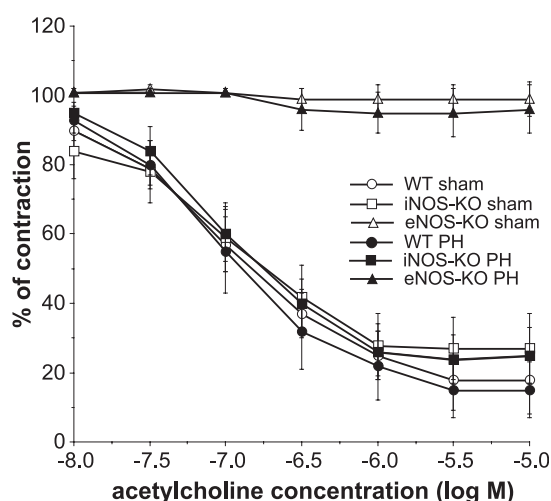 % of contraction
120
100
80
60
40
20
0
WT sham
iNOS-KO sham
eNOS-KO sham
WT PH
iNOS-KO PH
eNOS-KO PH
-8.0 -7.5 -7.0 -6.5 -6.0 -5.5 -5.0
acetylcholine concentration (log M)